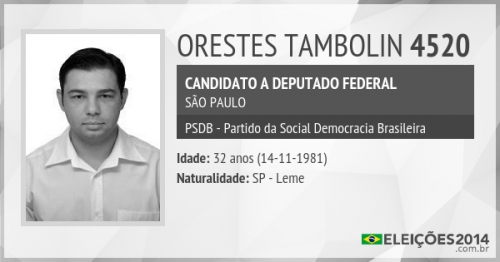 ORESTES TAMBOLIN 4520
CANDIDATO A DEPUTADO FEDERAL
SÃO PAULO
PSDB - Partido da Social Democracia Brasileira
Idade: 32 anos (14-11-1981)
Naturalidade: SP - Leme
ELEIÇÕES2014
.com.br